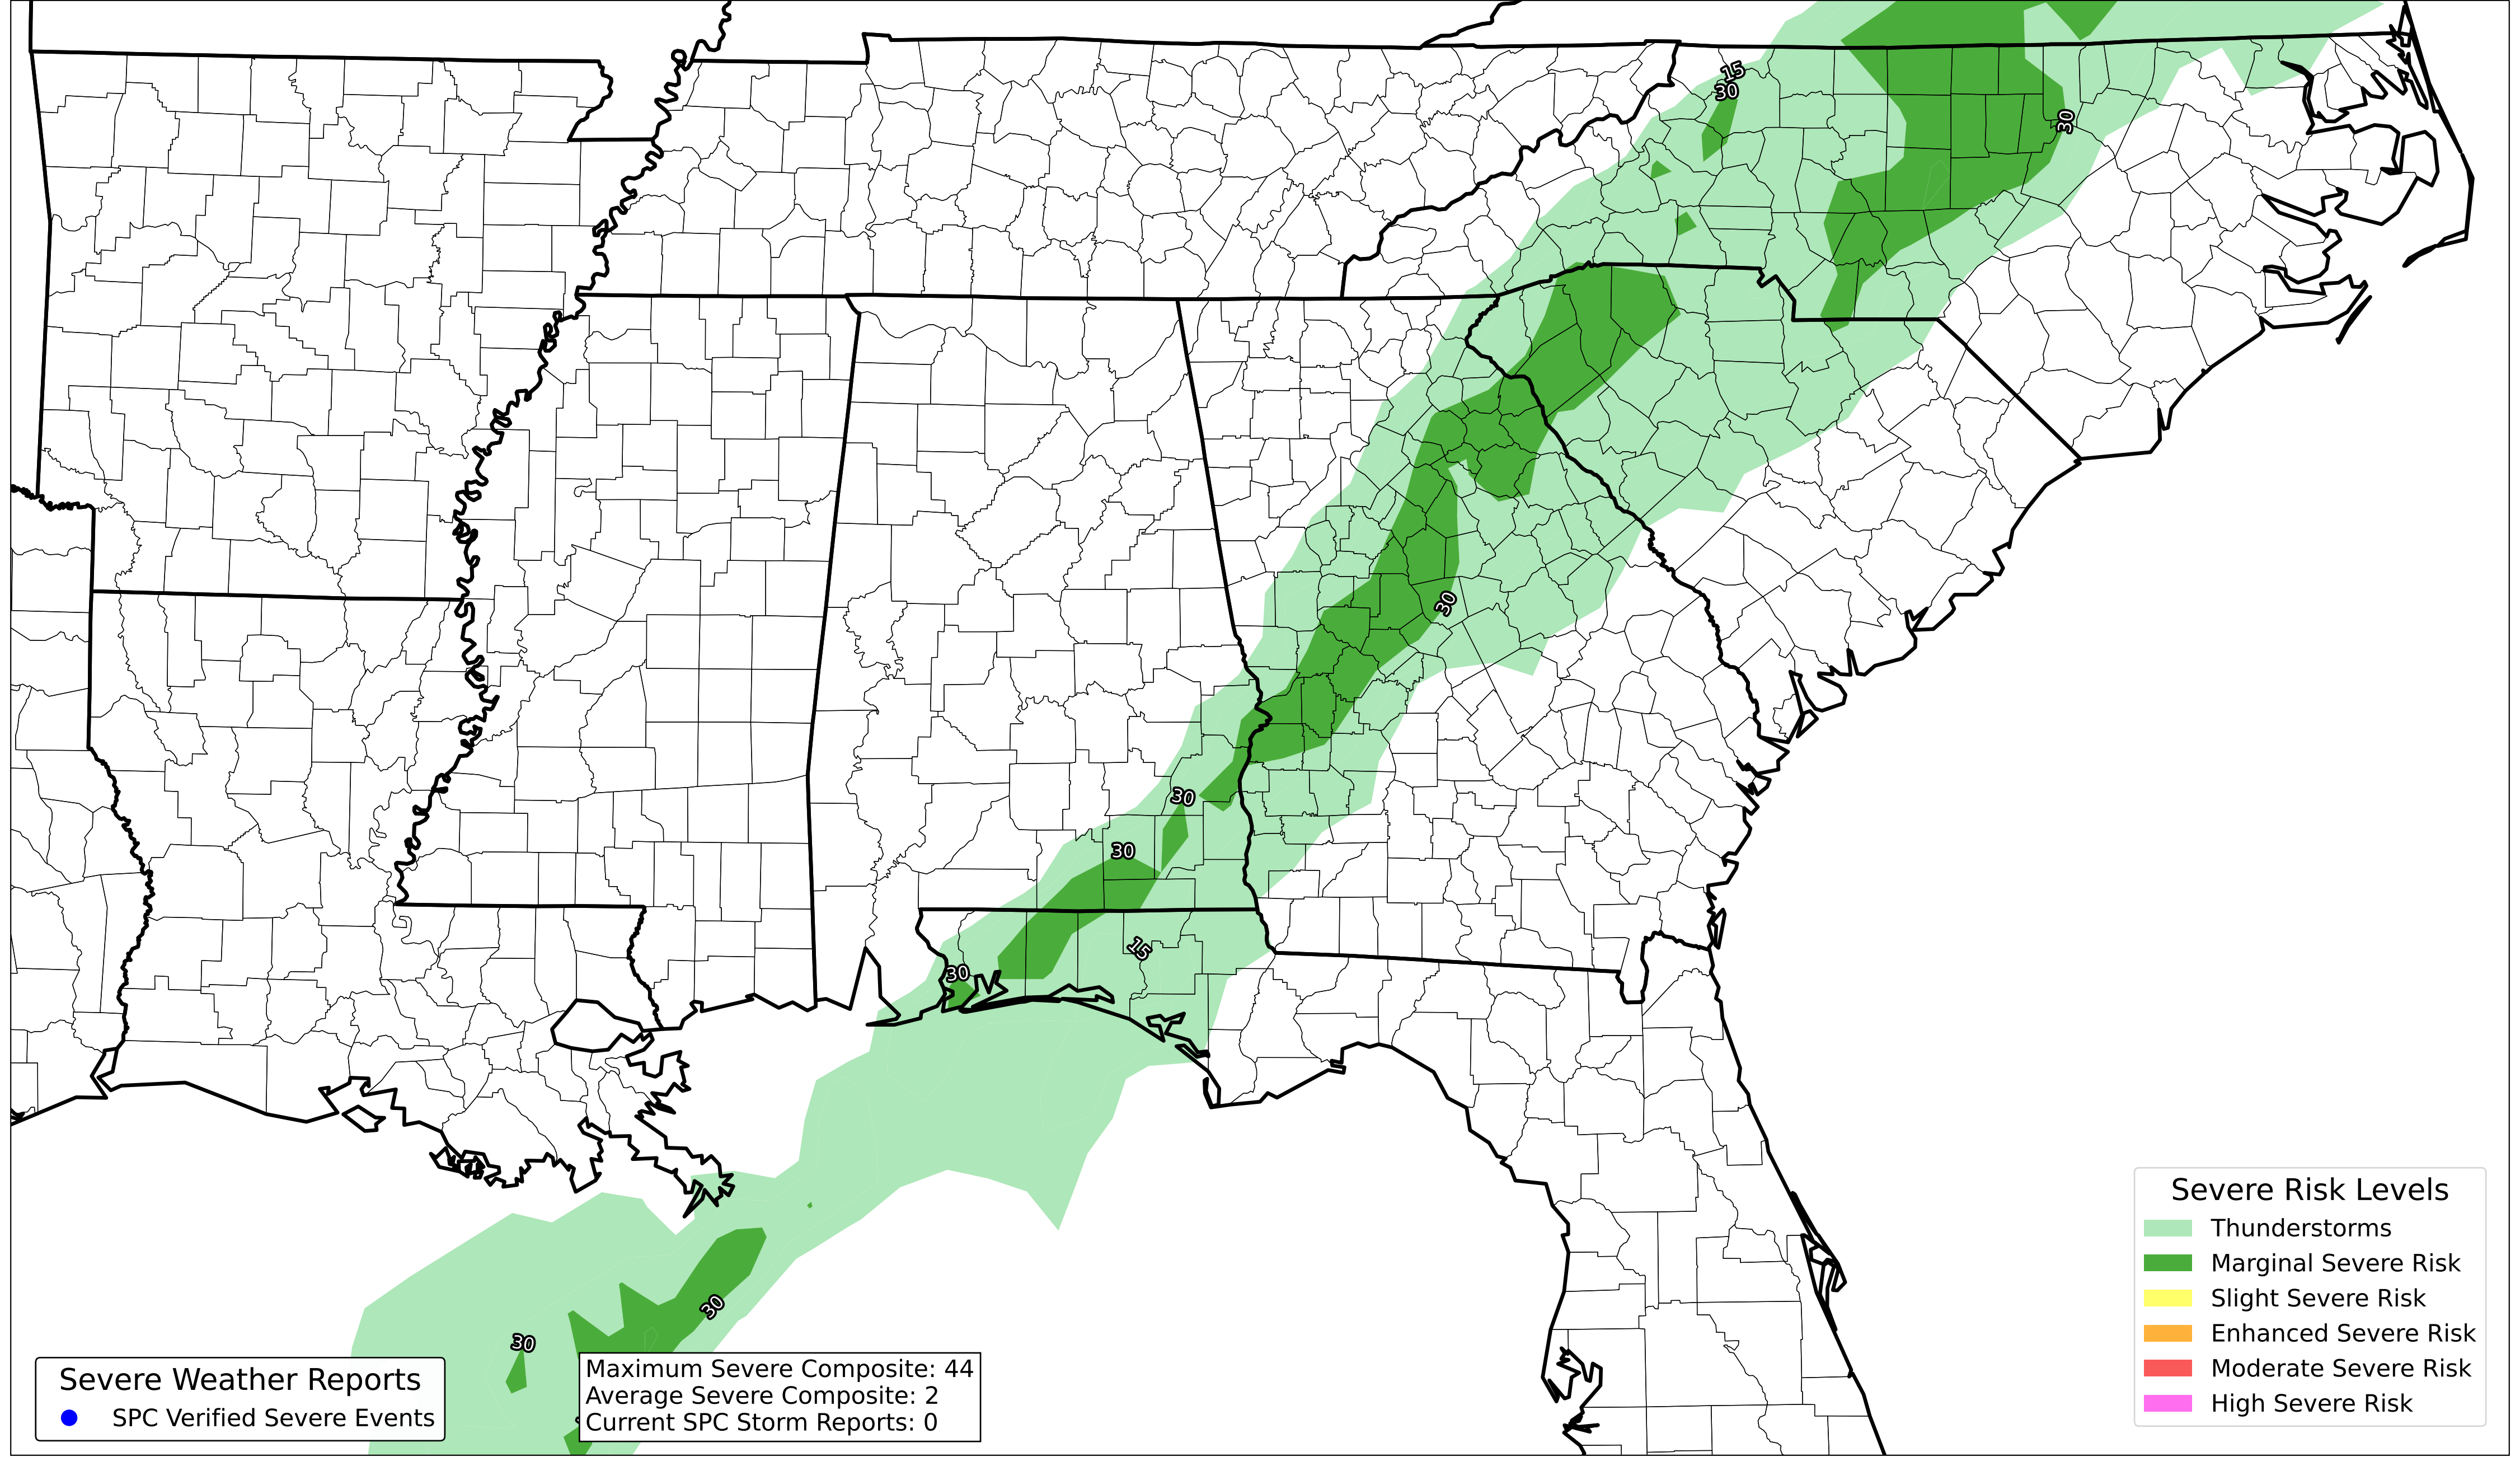 15
30
30
30
30
30
15
30
30
30
Severe Weather Reports
SPC Verified Severe Events
Maximum Severe Composite: 44
Average Severe Composite: 2
Current SPC Storm Reports: 0
Severe Risk Levels
Thunderstorms
Marginal Severe Risk
Slight Severe Risk
Enhanced Severe Risk
Moderate Severe Risk
High Severe Risk